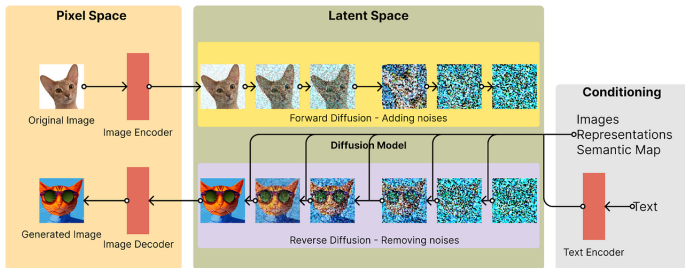 Pixel Space
Latent Space
Original Image
Image Encoder
Forward Diffusion - Adding noises
Conditioning
Images
Representations
Semantic Map
Diffusion Model
Generated Image
Image Decoder
Reverse Diffusion - Removing noises
Text
Text Encoder